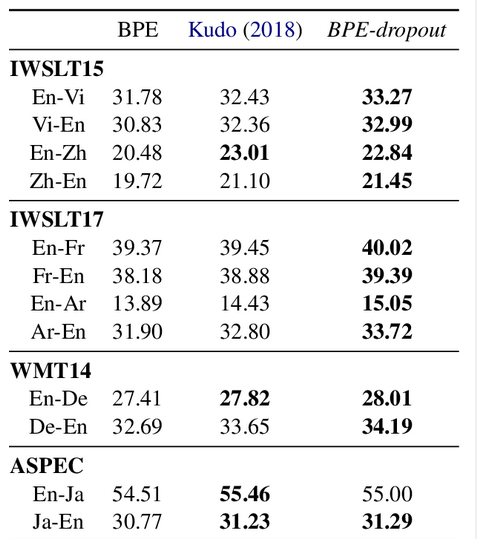 BPE Kudo (2018) BPE-dropout
IWSLT15
En-Vi 31.78 32.43 33.27
Vi-En 30.83 32.36 32.99
En-Zh 20.48 23.01 22.84
Zh-En 19.72 21.10 21.45
IWSLT17
En-Fr 39.37 39.45 40.02
Fr-En 38.18 38.88 39.39
En-Ar 13.89 14.43 15.05
Ar-En 31.90 32.80 33.72
WMT14
En-De 27.41 27.82 28.01
De-En 32.69 33.65 34.19
ASPEC
En-Ja 54.51 55.46 55.00
Ja-En 30.77 31.23 31.29